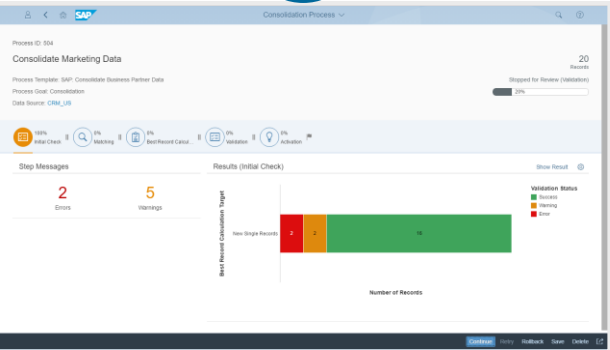 SAP
Consolidation Process
Process ID: 504
Consolidate Marketing Data
20
Records
Process Template: SAP: Consolidate Business Partner Data
Stopped for Review (Validation)
Process Goal: Consolidation
20%
Data Source: CRM_US
100%
Initial Check
0%
Matching
0%
Best Record Calcul...
0%
Validation
0%
Activation
Step Messages
Results (Initial Check)
Show Result
2
Errors
5
Warnings
Best Record Calculation Target
New Single Records
2
2
16
Number of Records
Validation Status
Success
Warning
Error
Continue
Retry
Rollback
Save
Delete